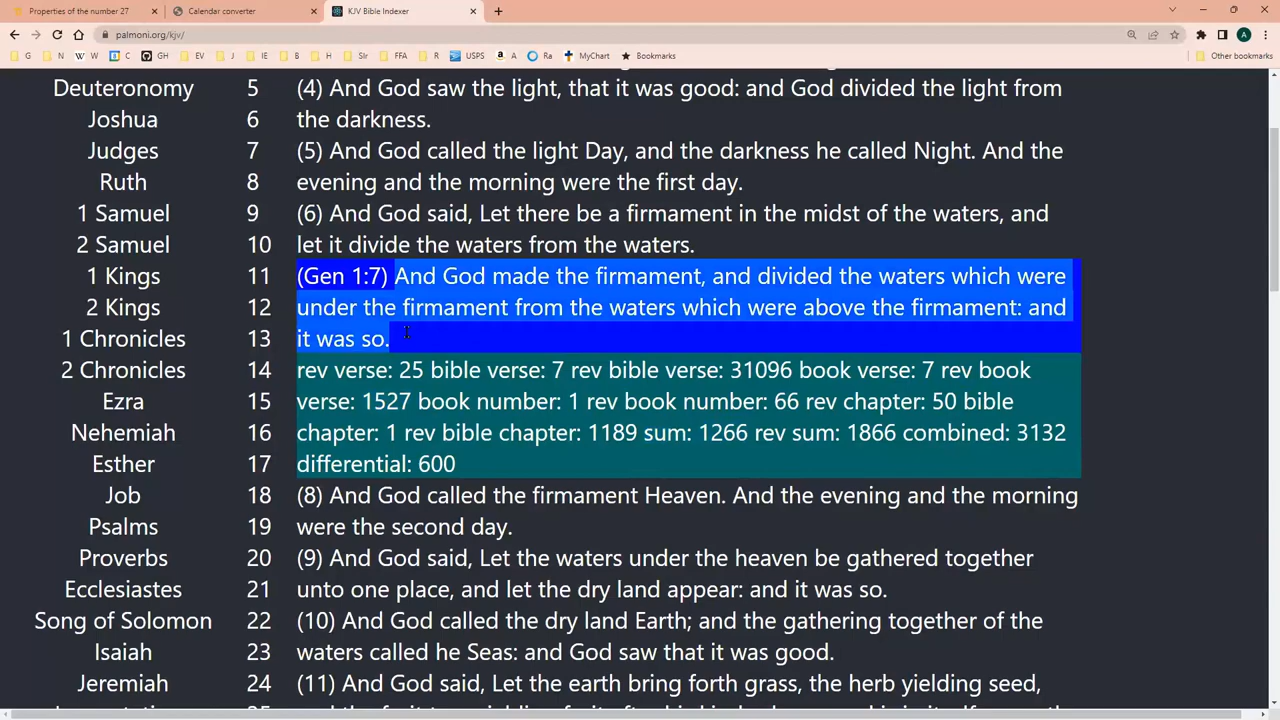 Properties of the number 27
Calendar converter
KJV Bible Indexer
palmoni.org/kjv/
A
G N W GH EV J IE B H Slr FFA R USPS A Ra MyChart Bookmarks Other bookmarks
Deuteronomy 5 (4) And God saw the light, that it was good: and God divided the light from
Joshua 6 the darkness.
Judges 7 (5) And God called the light Day, and the darkness he called Night. And the
Ruth 8 evening and the morning were the first day.
1 Samuel 9 (6) And God said, Let there be a firmament in the midst of the waters, and
2 Samuel 10 let it divide the waters from the waters.
1 Kings 11 (Gen 1:7) And God made the firmament, and divided the waters which were
2 Kings 12 under the firmament from the waters which were above the firmament: and
1 Chronicles 13 it was so.
2 Chronicles 14 rev verse: 25 bible verse: 7 rev bible verse: 31096 book verse: 7 rev book
Ezra 15 verse: 1527 book number: 1 rev book number: 66 rev chapter: 50 bible
Nehemiah 16 chapter: 1 rev bible chapter: 1189 sum: 1266 rev sum: 1866 combined: 3132
Esther 17 differential: 600
Job 18 (8) And God called the firmament Heaven. And the evening and the morning
Psalms 19 were the second day.
Proverbs 20 (9) And God said, Let the waters under the heaven be gathered together
Ecclesiastes 21 unto one place, and let the dry land appear: and it was so.
Song of Solomon 22 (10) And God called the dry land Earth; and the gathering together of the
Isaiah 23 waters called he Seas: and God saw that it was good.
Jeremiah 24 (11) And God said, Let the earth bring forth grass, the herb yielding seed,